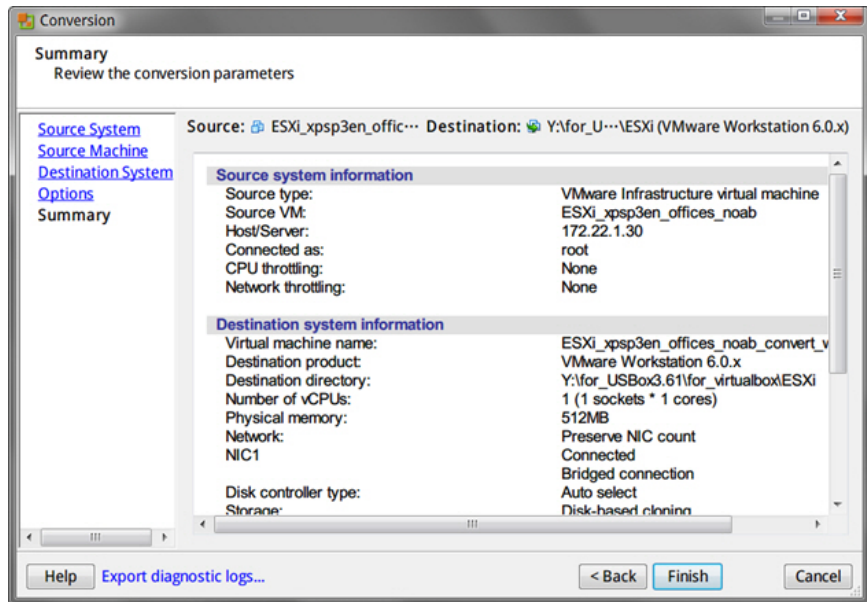 Conversion
Summary
Review the conversion parameters
Source System
Source Machine
Destination System
Options
Summary
Source: ESXi_xpsp3en_offic··· Destination: Y:\for_U···\ESXi (VMware Workstation 6.0.x)
Source system information
Source type: VMware Infrastructure virtual machine
Source VM: ESXi_xpsp3en_offices_noab
Host/Server: 172.22.1.30
Connected as: root
CPU throttling: None
Network throttling: None
Destination system information
Virtual machine name: ESXi_xpsp3en_offices_noab_convert_v
Destination product: VMware Workstation 6.0.x
Destination directory: Y:\for_USBox3.61\for_virtualbox\ESXi
Number of vCPUs: 1 (1 sockets * 1 cores)
Physical memory: 512MB
Network: Preserve NIC count
NIC1 Connected
Bridged connection
Disk controller type: Auto select
Storage: Disk-based cloning
Help Export diagnostic logs... < Back Finish Cancel